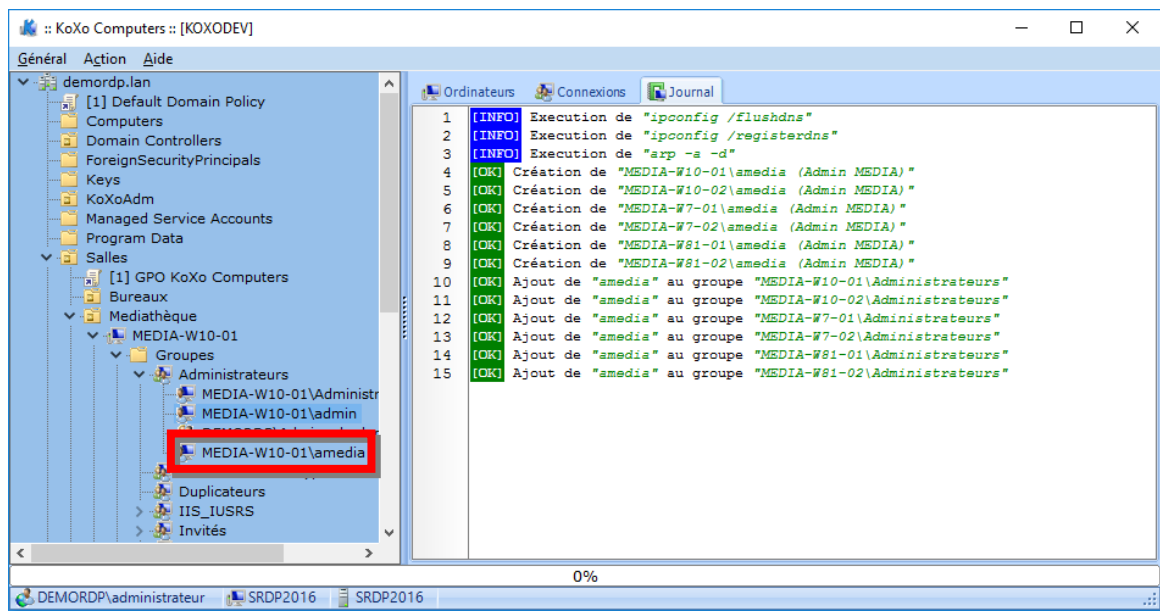 :: KoXo Computers :: [KOXODEV]
Général Action Aide
demordp.lan
[1] Default Domain Policy
Computers
Domain Controllers
ForeignSecurityPrincipals
Keys
KoXoAdm
Managed Service Accounts
Program Data
Salles
[1] GPO KoXo Computers
Bureaux
Mediathèque
MEDIA-W10-01
Groupes
Administrateurs
MEDIA-W10-01\Administr
MEDIA-W10-01\admin
MEDIA-W10-01\amedia
Duplicateurs
IIS_IUSRS
Invités
Ordinateurs Connexions Journal
1 [INFO] Execution de "ipconfig /flushdns"
2 [INFO] Execution de "ipconfig /registerdns"
3 [INFO] Execution de "arp -a -d"
4 [OK] Création de "MEDIA-W10-01\amedia (Admin MEDIA)"
5 [OK] Création de "MEDIA-W10-02\amedia (Admin MEDIA)"
6 [OK] Création de "MEDIA-W7-01\amedia (Admin MEDIA)"
7 [OK] Création de "MEDIA-W7-02\amedia (Admin MEDIA)"
8 [OK] Création de "MEDIA-W81-01\amedia (Admin MEDIA)"
9 [OK] Création de "MEDIA-W81-02\amedia (Admin MEDIA)"
10 [OK] Ajout de "amedia" au groupe "MEDIA-W10-01\Administrateurs"
11 [OK] Ajout de "amedia" au groupe "MEDIA-W10-02\Administrateurs"
12 [OK] Ajout de "amedia" au groupe "MEDIA-W7-01\Administrateurs"
13 [OK] Ajout de "amedia" au groupe "MEDIA-W7-02\Administrateurs"
14 [OK] Ajout de "amedia" au groupe "MEDIA-W81-01\Administrateurs"
15 [OK] Ajout de "amedia" au groupe "MEDIA-W81-02\Administrateurs"
0%
DEMORDP\administrateur SRDP2016 SRDP2016